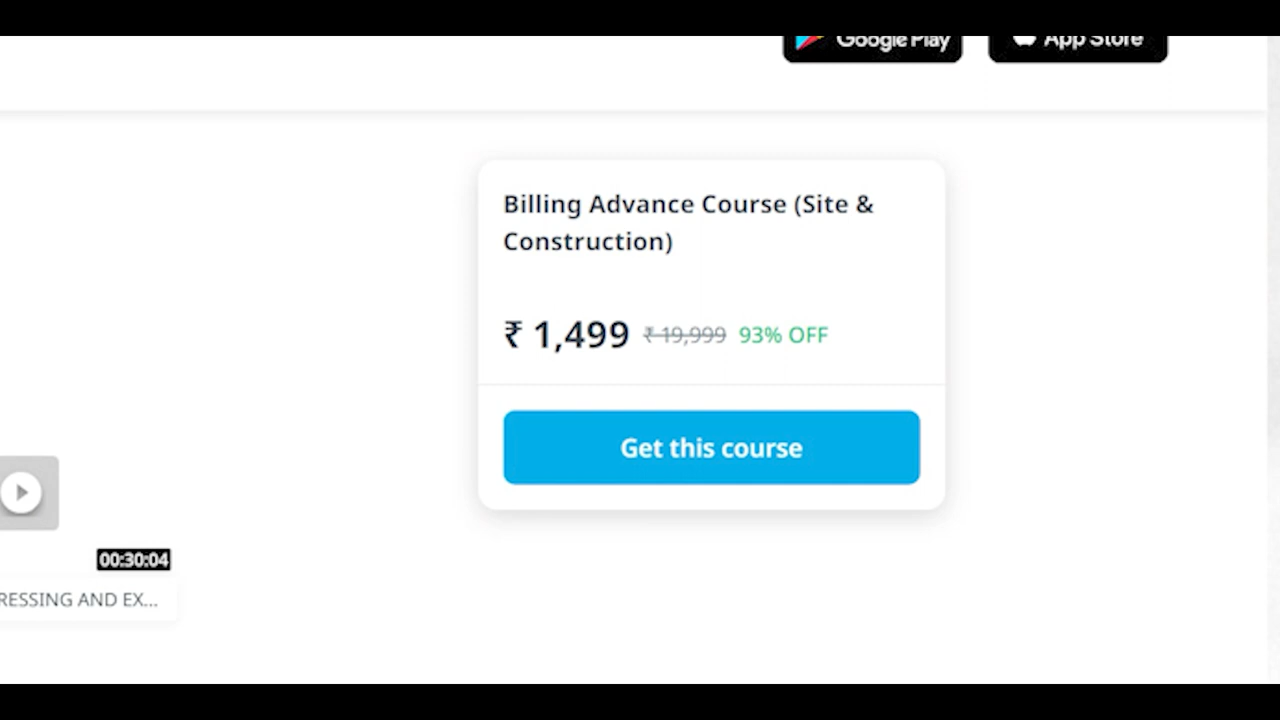 Google Play
App Store
Billing Advance Course (Site &
Construction)
₹ 1,499 ₹ 19,999 93% OFF
Get this course
00:30:04
RESSING AND EX...